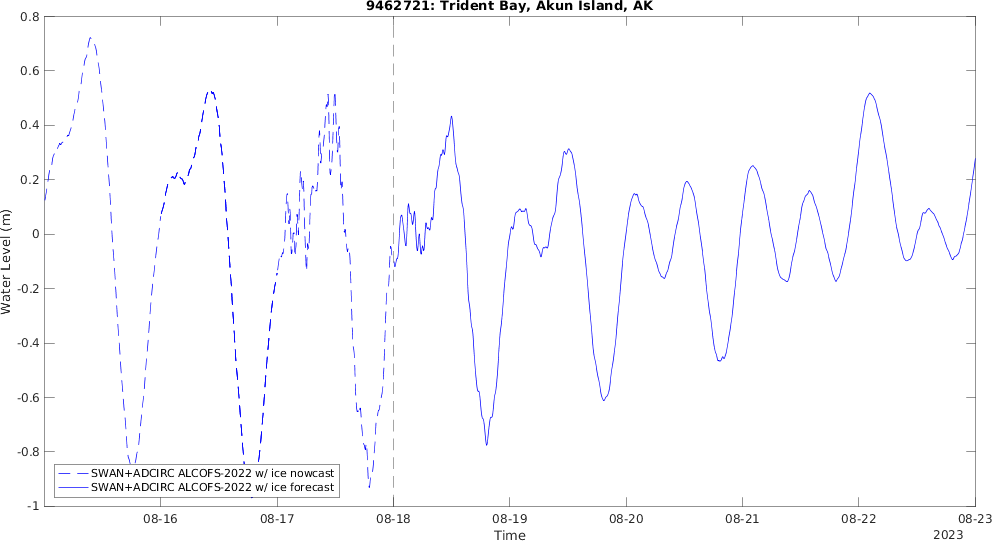 9462721: Trident Bay, Akun Island, AK
0.8
0.6
0.4
0.2
0
-0.2
-0.4
-0.6
-0.8
-1
Water Level (m)
SWAN+ADCIRC ALCOFS-2022 w/ ice nowcast
SWAN+ADCIRC ALCOFS-2022 w/ ice forecast
08-16 08-17 08-18 08-19 08-20 08-21 08-22 08-23
Time
2023